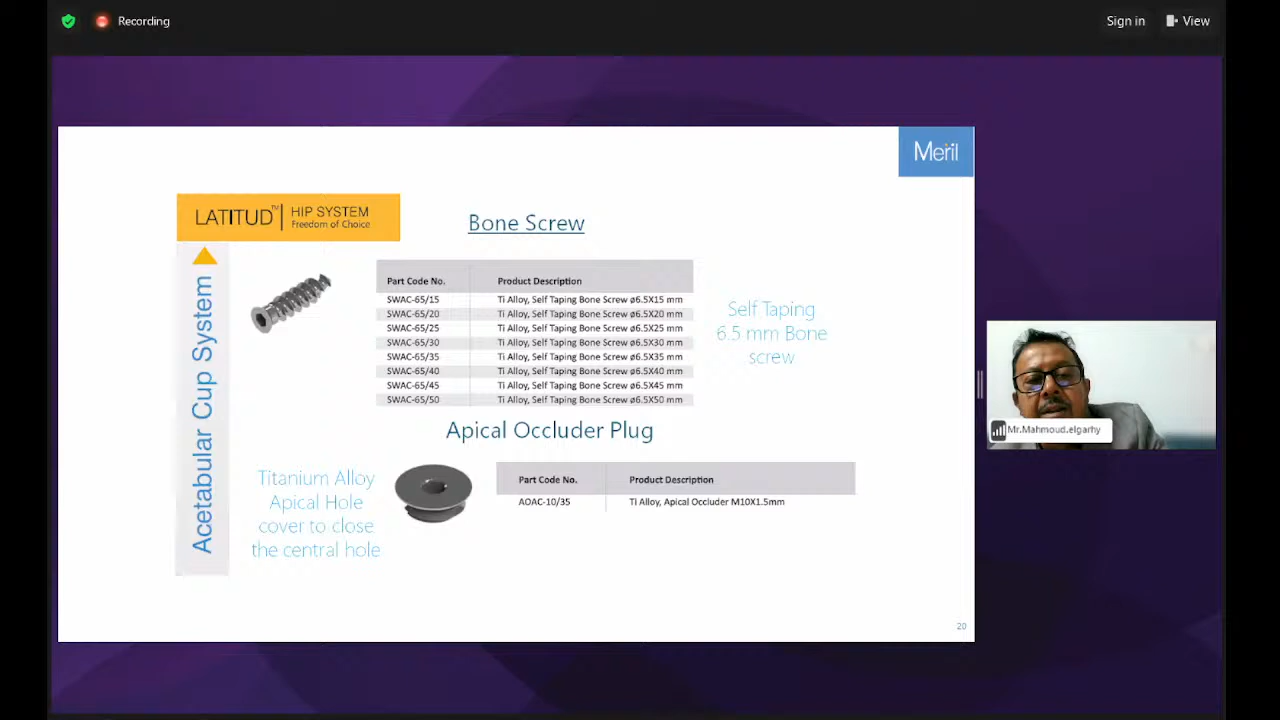 Recording
Sign in
View
Meril
LATITUD™ HIP SYSTEM
Freedom of Choice
Bone Screw
Acetabular Cup System
Part Code No. Product Description
SWAC-65/15 Ti Alloy, Self Taping Bone Screw ø6.5X15 mm
SWAC-65/20 Ti Alloy, Self Taping Bone Screw ø6.5X20 mm
SWAC-65/25 Ti Alloy, Self Taping Bone Screw ø6.5X25 mm
SWAC-65/30 Ti Alloy, Self Taping Bone Screw ø6.5X30 mm
SWAC-65/35 Ti Alloy, Self Taping Bone Screw ø6.5X35 mm
SWAC-65/40 Ti Alloy, Self Taping Bone Screw ø6.5X40 mm
SWAC-65/45 Ti Alloy, Self Taping Bone Screw ø6.5X45 mm
SWAC-65/50 Ti Alloy, Self Taping Bone Screw ø6.5X50 mm
Self Taping
6.5 mm Bone
screw
Apical Occluder Plug
Titanium Alloy
Apical Hole
cover to close
the central hole
Part Code No. Product Description
AOAC-10/35 Ti Alloy, Apical Occluder M10X1.5mm
Mr.Mahmoud.elgarhy
20